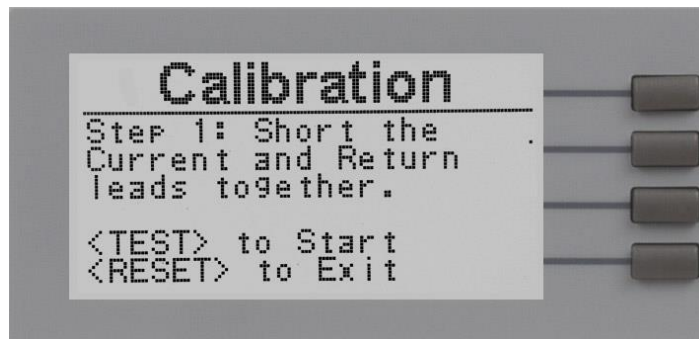 Calibration
Step 1: Short the
Current and Return
leads together.
<TEST> to Start
<RESET> to Exit